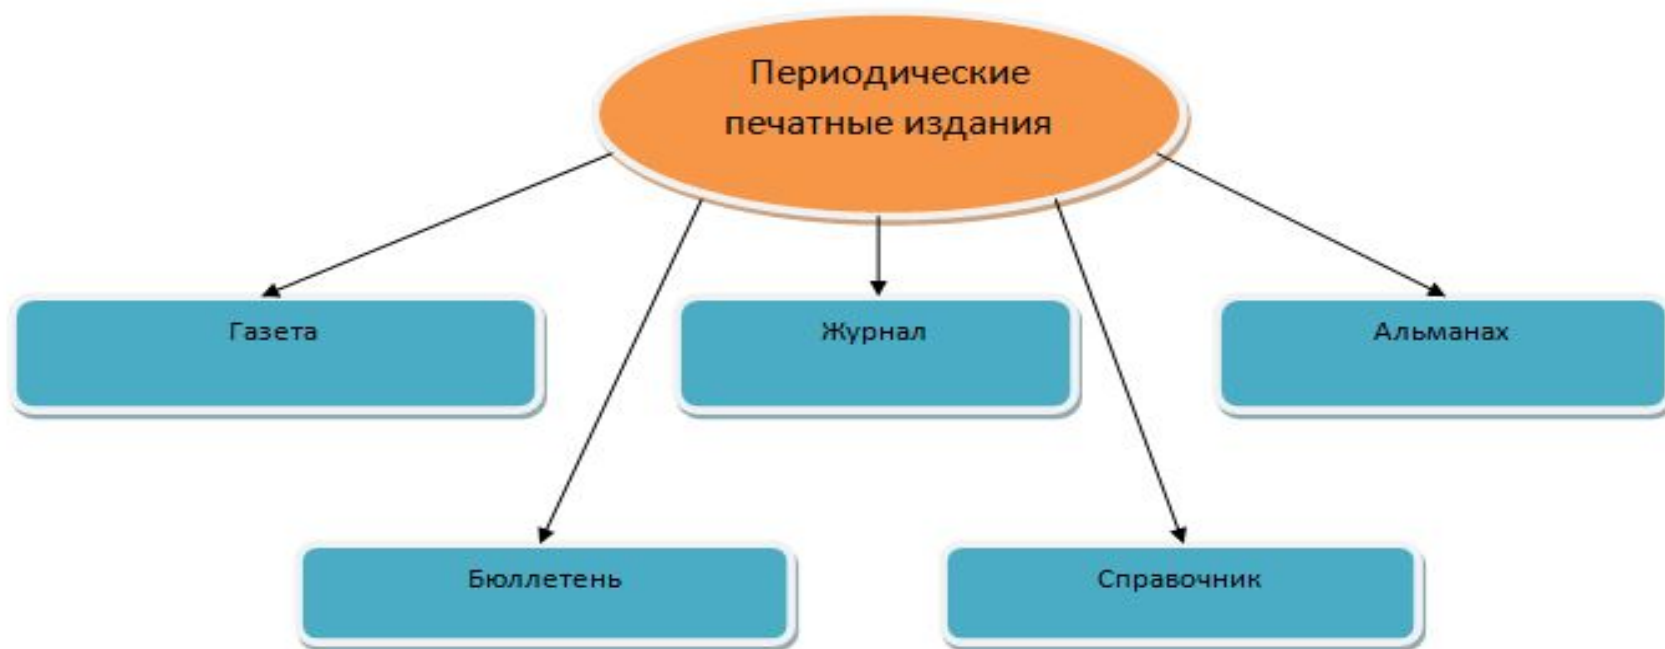 Периодические
печатные издания
Газета
Журнал
Альманах
Бюллетень
Справочник